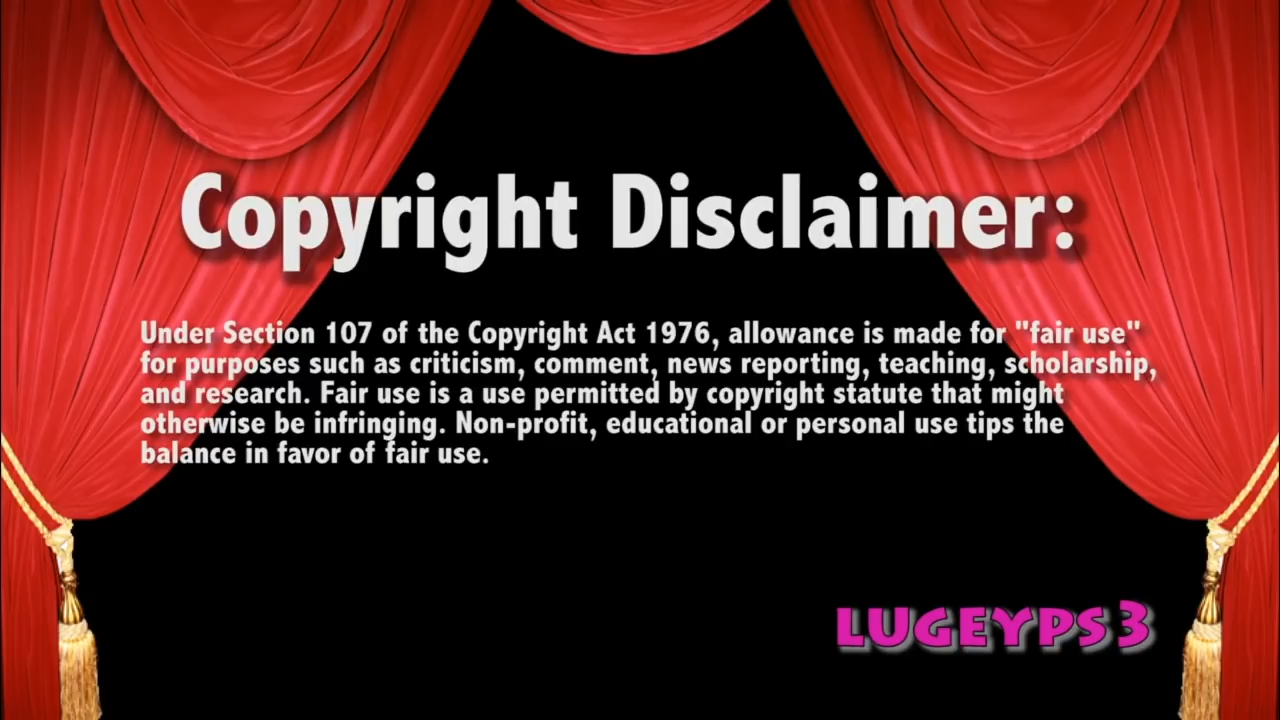 Copyright Disclaimer:
Under Section 107 of the Copyright Act 1976, allowance is made for "fair use"
for purposes such as criticism, comment, news reporting, teaching, scholarship,
and research. Fair use is a use permitted by copyright statute that might
otherwise be infringing. Non-profit, educational or personal use tips the
balance in favor of fair use.
LUGEYPS3